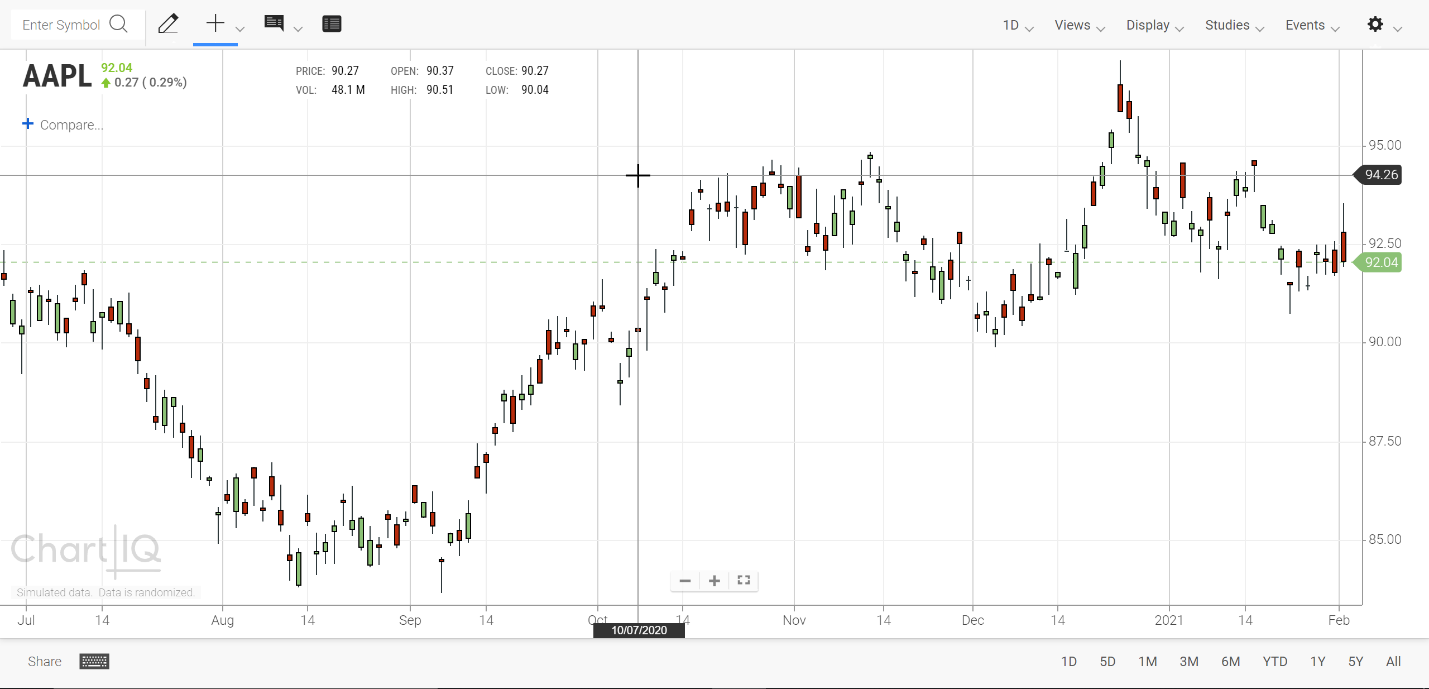 Enter Symbol 1D Views Display Studies Events
AAPL 92.04
0.27 ( 0.29%)
PRICE: 90.27 OPEN: 90.37 CLOSE: 90.27
VOL: 48.1 M HIGH: 90.51 LOW: 90.04
+ Compare...
95.00
94.26
92.50
92.04
90.00
87.50
85.00
Chart IQ
Simulated data. Data is randomized.
Jul 14 Aug 14 Sep 14 Oct 14 Nov 14 Dec 14 2021 14 Feb
10/07/2020
Share 1D 5D 1M 3M 6M YTD 1Y 5Y All